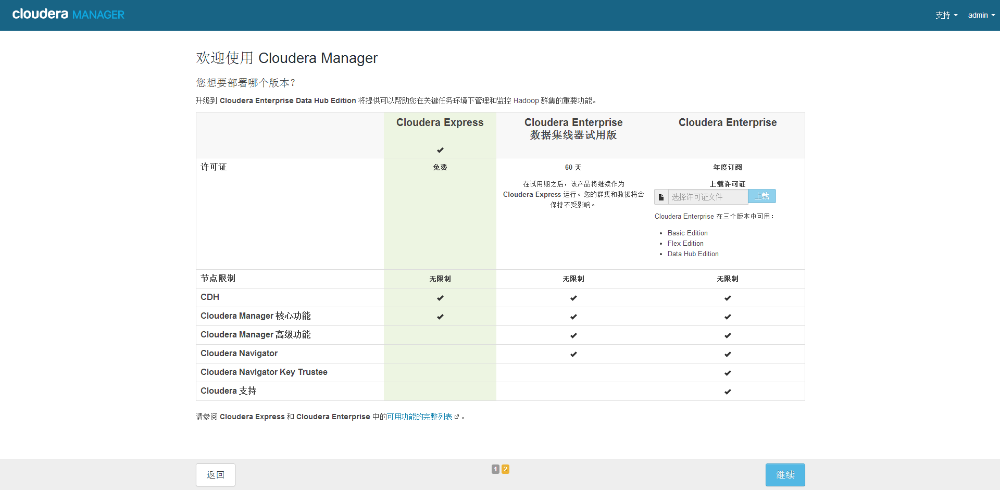 cloudera MANAGER
支持 admin
欢迎使用 Cloudera Manager
您想要部署哪个版本?
升级到 Cloudera Enterprise Data Hub Edition 将提供可以帮助您在关键任务环境下管理和监控 Hadoop 群集的重要功能。
Cloudera Express
Cloudera Enterprise
数据集线器试用版
Cloudera Enterprise
许可证
免费
60 天
在试用期之后,该产品将继续作为
Cloudera Express 运行。您的群集和数据将会
保持不受影响。
年度订阅
上载许可证
选择许可证文件 上载
Cloudera Enterprise 在三个版本中可用:
Basic Edition
Flex Edition
Data Hub Edition
节点限制 无限制 无限制 无限制
CDH
Cloudera Manager 核心功能
Cloudera Manager 高级功能
Cloudera Navigator
Cloudera Navigator Key Trustee
Cloudera 支持
请参阅 Cloudera Express 和 Cloudera Enterprise 中的可用功能的完整列表 。
返回 1 2 继续